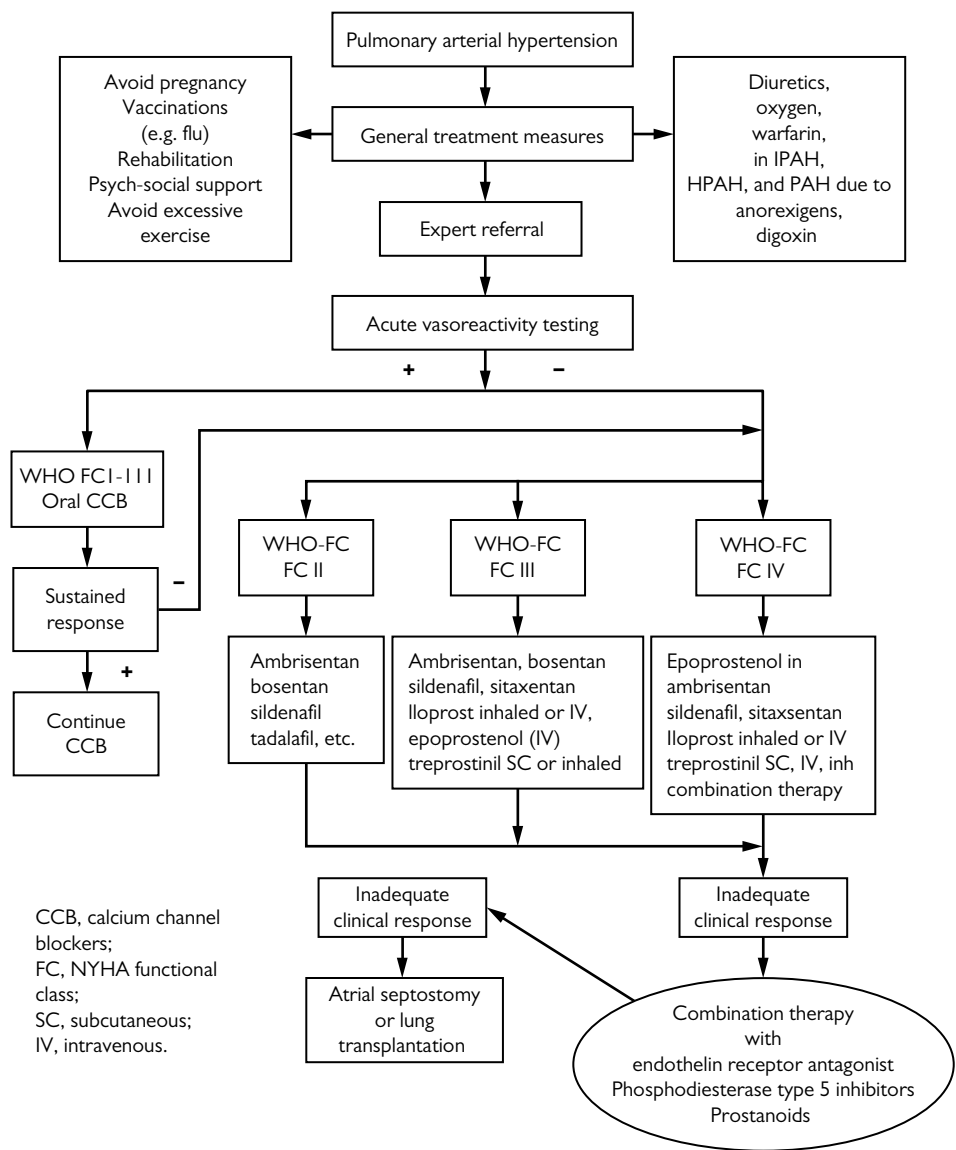 Pulmonary arterial hypertension
Avoid pregnancy
Vaccinations
(e.g. flu)
Rehabilitation
Psych-social support
Avoid excessive
exercise
General treatment measures
Diuretics,
oxygen,
warfarin,
in IPAH,
HPAH, and PAH due to
anorexigens,
digoxin
Expert referral
Acute vasoreactivity testing
+
–
WHO FC1-111
Oral CCB
WHO-FC
FC II
WHO-FC
FC III
WHO-FC
FC IV
Sustained
response
–
+
Continue
CCB
Ambrisentan
bosentan
sildenafil
tadalafil, etc.
Ambrisentan, bosentan
sildenafil, sitaxentan
Iloprost inhaled or IV,
epoprostenol (IV)
treprostinil SC or inhaled
Epoprostenol in
ambrisentan
sildenafil, sitaxsentan
Iloprost inhaled or IV
treprostinil SC, IV, inh
combination therapy
Inadequate
clinical response
Inadequate
clinical response
Atrial septostomy
or lung
transplantation
Combination therapy
with
endothelin receptor antagonist
Phosphodiesterase type 5 inhibitors
Prostanoids
CCB, calcium channel
blockers;
FC, NYHA functional
class;
SC, subcutaneous;
IV, intravenous.